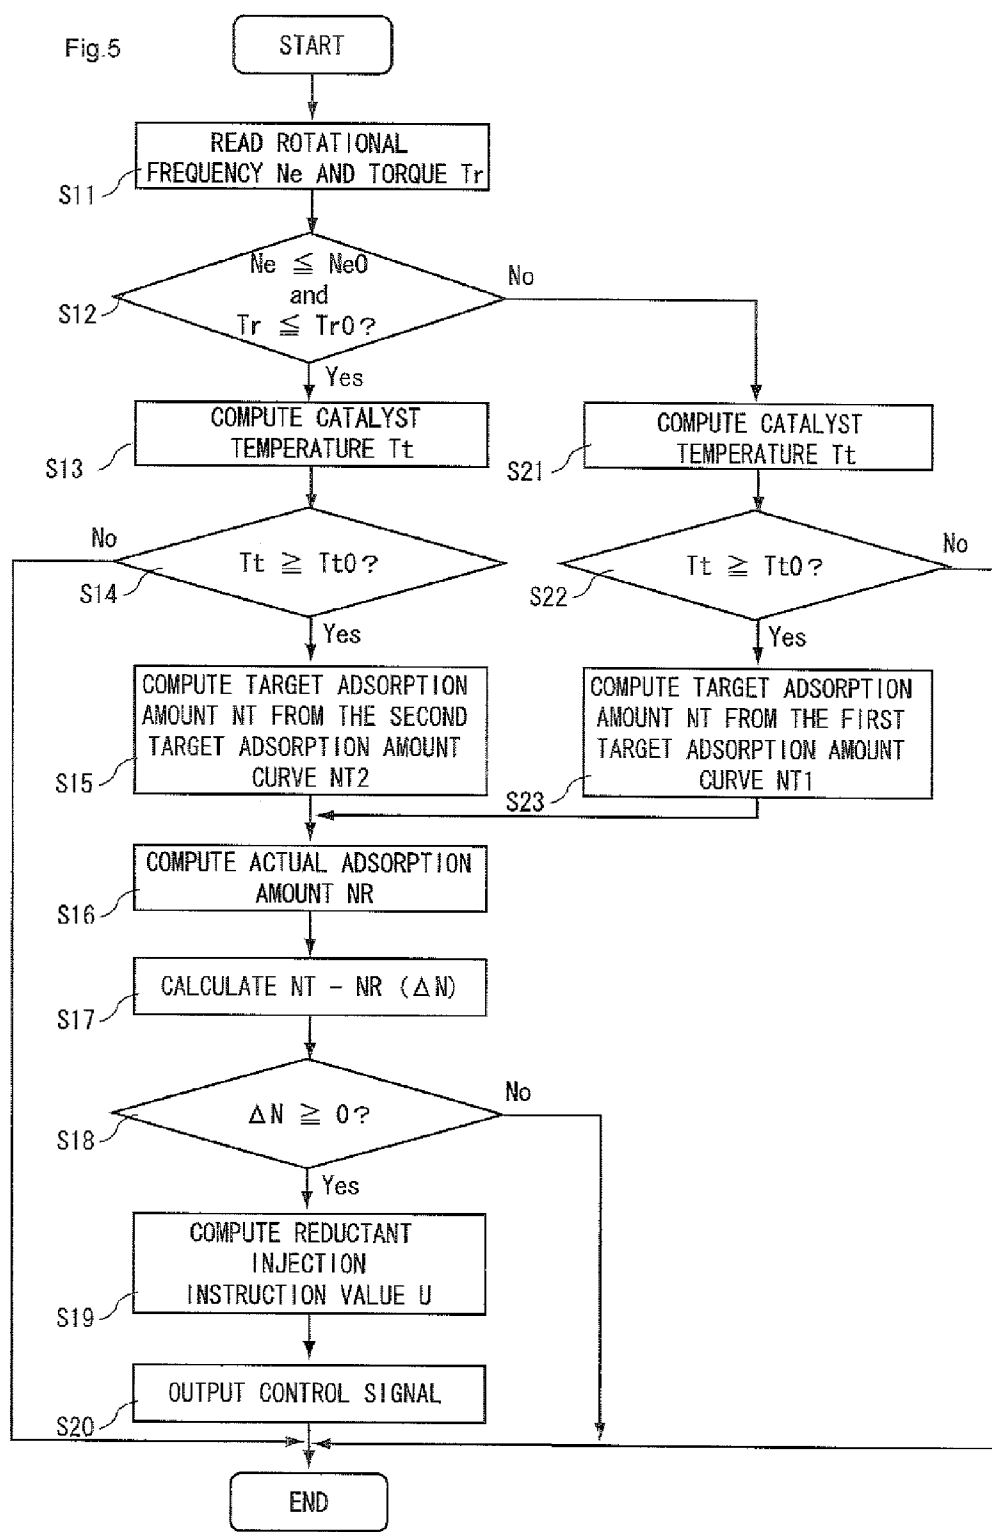 Fig.5
START
READ ROTATIONAL
FREQUENCY Ne AND TORQUE Tr
S11
Ne ≦ Ne0
and
Tr ≦ Tr0?
S12
No
Yes
COMPUTE CATALYST
TEMPERATURE Tt
S13
COMPUTE CATALYST
TEMPERATURE Tt
S21
No
Tt ≧ Tt0?
S14
Yes
Tt ≧ Tt0?
S22
No
Yes
COMPUTE TARGET ADSORPTION
AMOUNT NT FROM THE SECOND
TARGET ADSORPTION AMOUNT
CURVE NT2
S15
COMPUTE TARGET ADSORPTION
AMOUNT NT FROM THE FIRST
TARGET ADSORPTION AMOUNT
CURVE NT1
S23
COMPUTE ACTUAL ADSORPTION
AMOUNT NR
S16
CALCULATE NT - NR (ΔN)
S17
ΔN ≧ 0?
S18
No
Yes
COMPUTE REDUCTANT
INJECTION
INSTRUCTION VALUE U
S19
OUTPUT CONTROL SIGNAL
S20
END